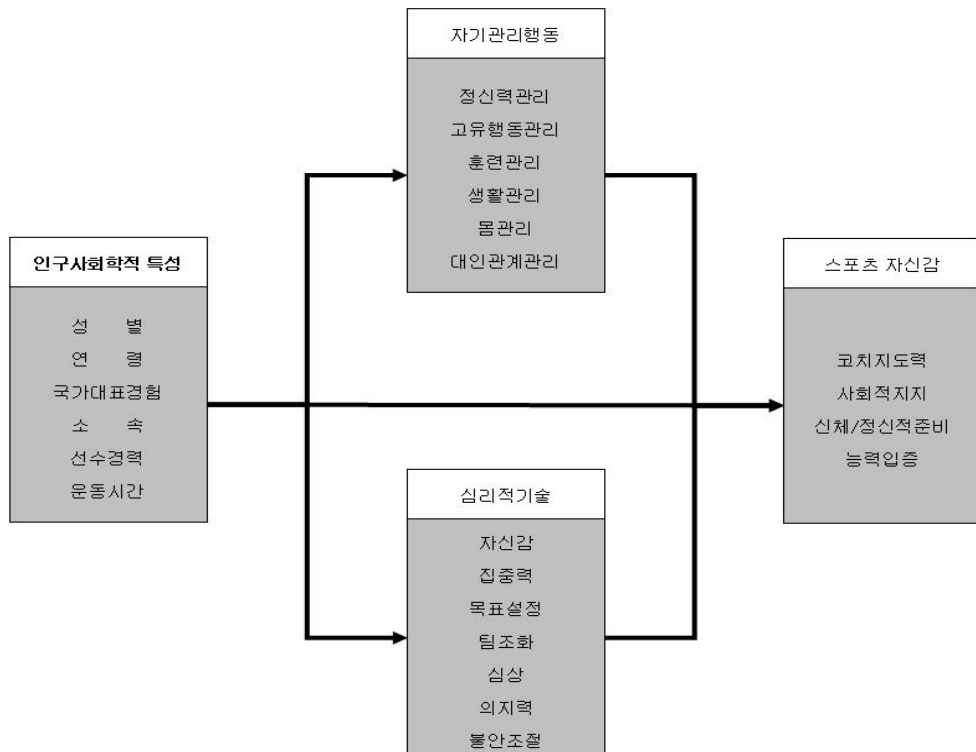 자기관리행동
정신력관리
고유행동관리
훈련관리
생활관리
몸관리
대인관계관리
인구사회학적 특성
성 별
연 령
국가대표경험
소 속
선수경력
운동시간
스포츠 자신감
코치지도력
사회적지지
신체/정신적준비
능력입증
심리적기술
자신감
집중력
목표설정
팀조화
심상
의지력
불안조절